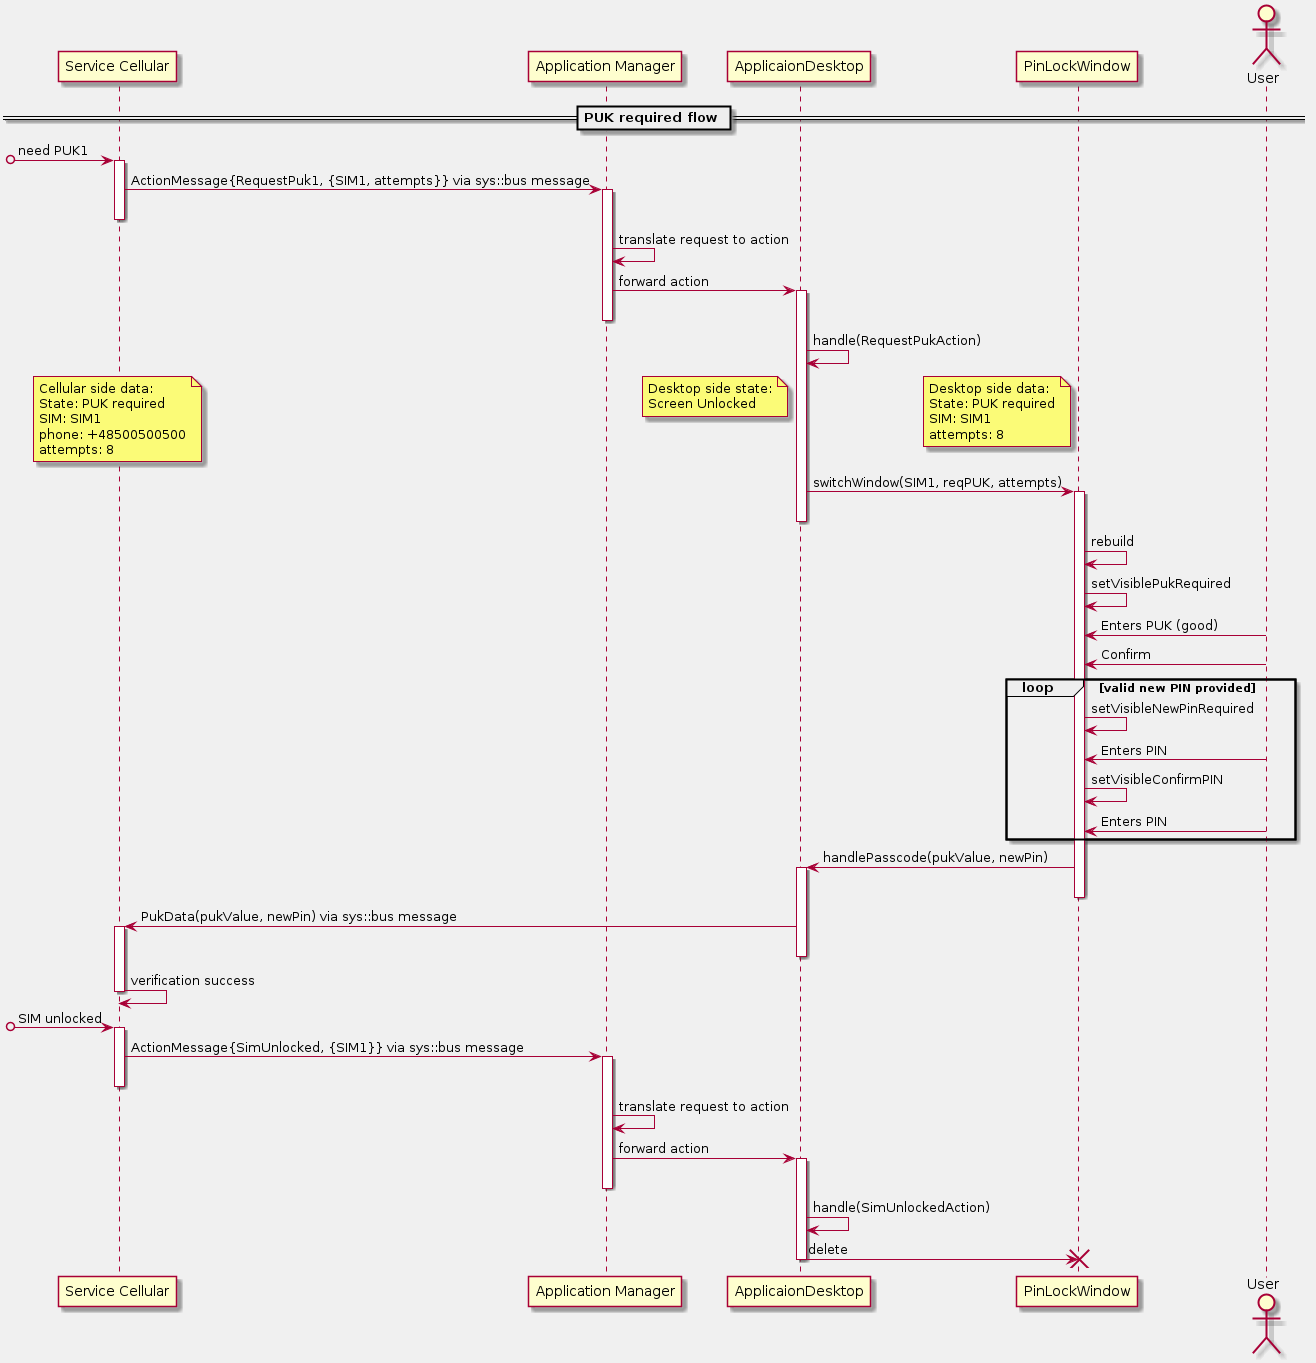 User
Service Cellular
Application Manager
ApplicaionDesktop
PinLockWindow
PUK required flow
need PUK1
ActionMessage{RequestPuk1, {SIM1, attempts}} via sys::bus message
translate request to action
forward action
handle(RequestPukAction)
Cellular side data:
State: PUK required
SIM: SIM1
phone: +48500500500
attempts: 8
Desktop side state:
Screen Unlocked
Desktop side data:
State: PUK required
SIM: SIM1
attempts: 8
switchWindow(SIM1, reqPUK, attempts)
rebuild
setVisiblePukRequired
Enters PUK (good)
Confirm
loop
[valid new PIN provided]
setVisibleNewPinRequired
Enters PIN
setVisibleConfirmPIN
Enters PIN
handlePasscode(pukValue, newPin)
PukData(pukValue, newPin) via sys::bus message
verification success
SIM unlocked
ActionMessage{SimUnlocked, {SIM1}} via sys::bus message
translate request to action
forward action
handle(SimUnlockedAction)
delete
Service Cellular
Application Manager
ApplicaionDesktop
PinLockWindow
User